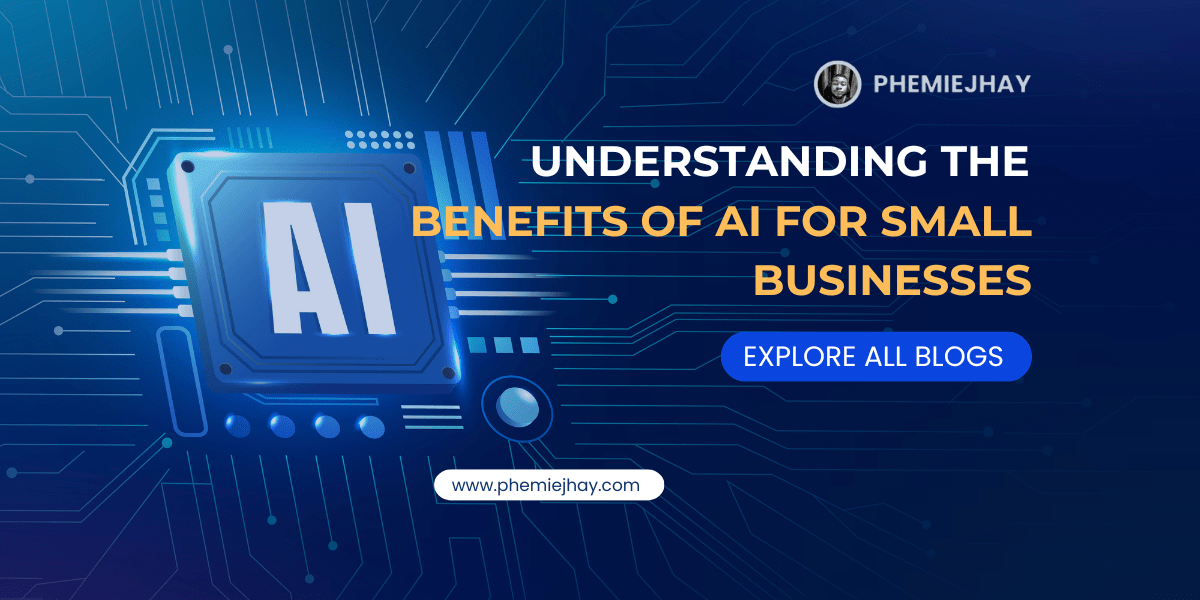 PHEMIEJHAY
UNDERSTANDING THE
BENEFITS OF AI FOR SMALL
BUSINESSES
EXPLORE ALL BLOGS
AI
www.phemiejhay.com